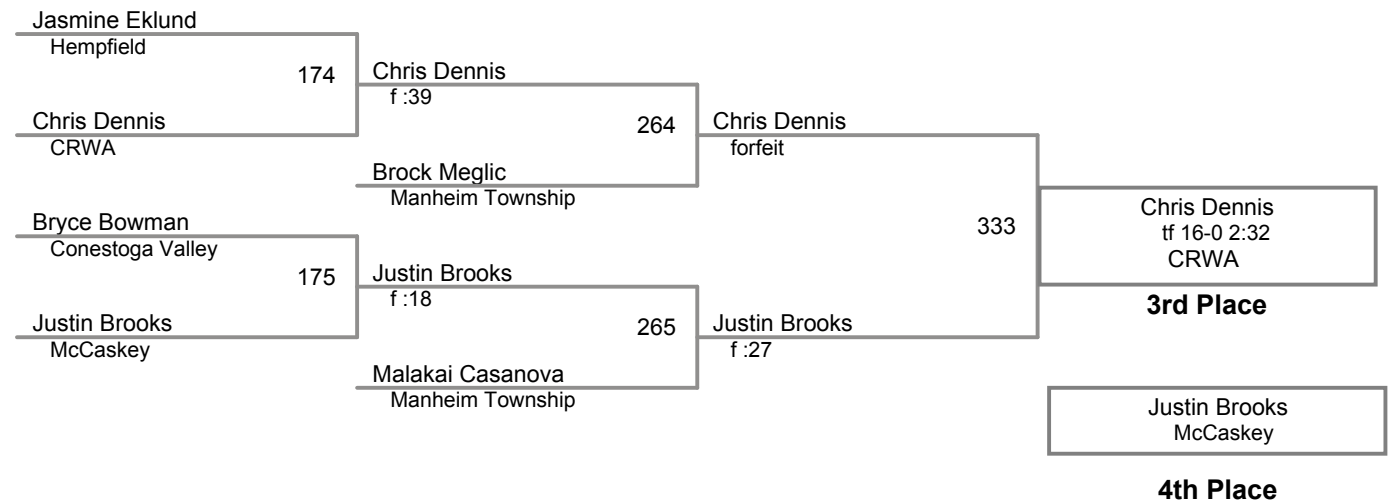 Jasmine Eklund
Hempfield
174
Chris Dennis
f :39
Chris Dennis
CRWA
264
Chris Dennis
forfeit
Brock Meglic
Manheim Township
Bryce Bowman
Conestoga Valley
333
Chris Dennis
tf 16-0 2:32
CRWA
3rd Place
175
Justin Brooks
f :18
Justin Brooks
McCaskey
265
Justin Brooks
f :27
Malakai Casanova
Manheim Township
Justin Brooks
McCaskey
4th Place